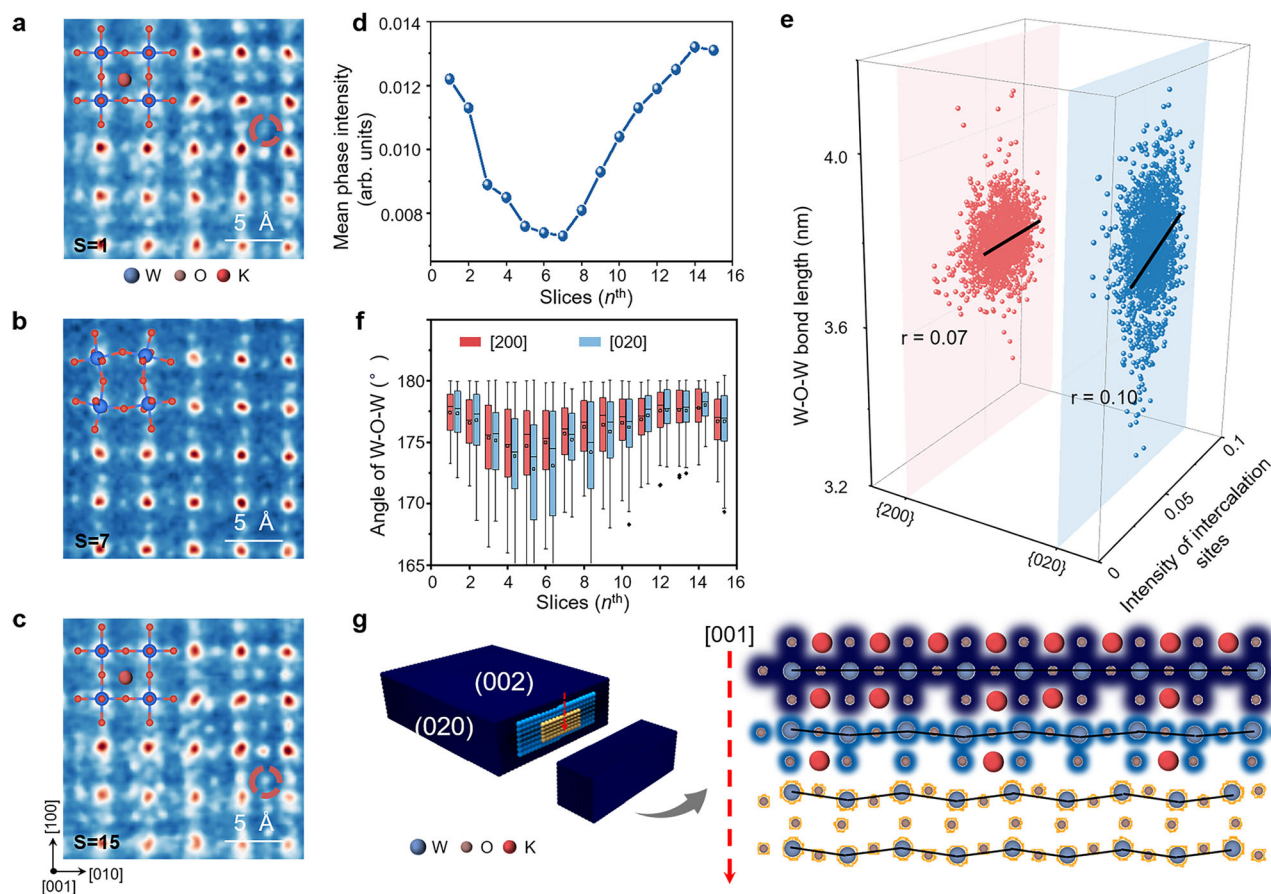 a
5 Å
S=1
W O K
b
5 Å
S=7
c
5 Å
S=15
[100]
[001] [010]
d
Mean phase intensity
(arb. units)
0.014
0.012
0.010
0.008
0 2 4 6 8 10 12 14 16
Slices (nth)
e
W-O-W bond length (nm)
4.0
3.6
3.2
r = 0.07
r = 0.10
{200}
{020}
0
0.05
0.1
Intensity of intercalation
sites
f
[200] [020]
Angle of W-O-W (°)
180
175
170
165
0 2 4 6 8 10 12 14 16
Slices (nth)
g
(002)
(020)
W O K
[001]